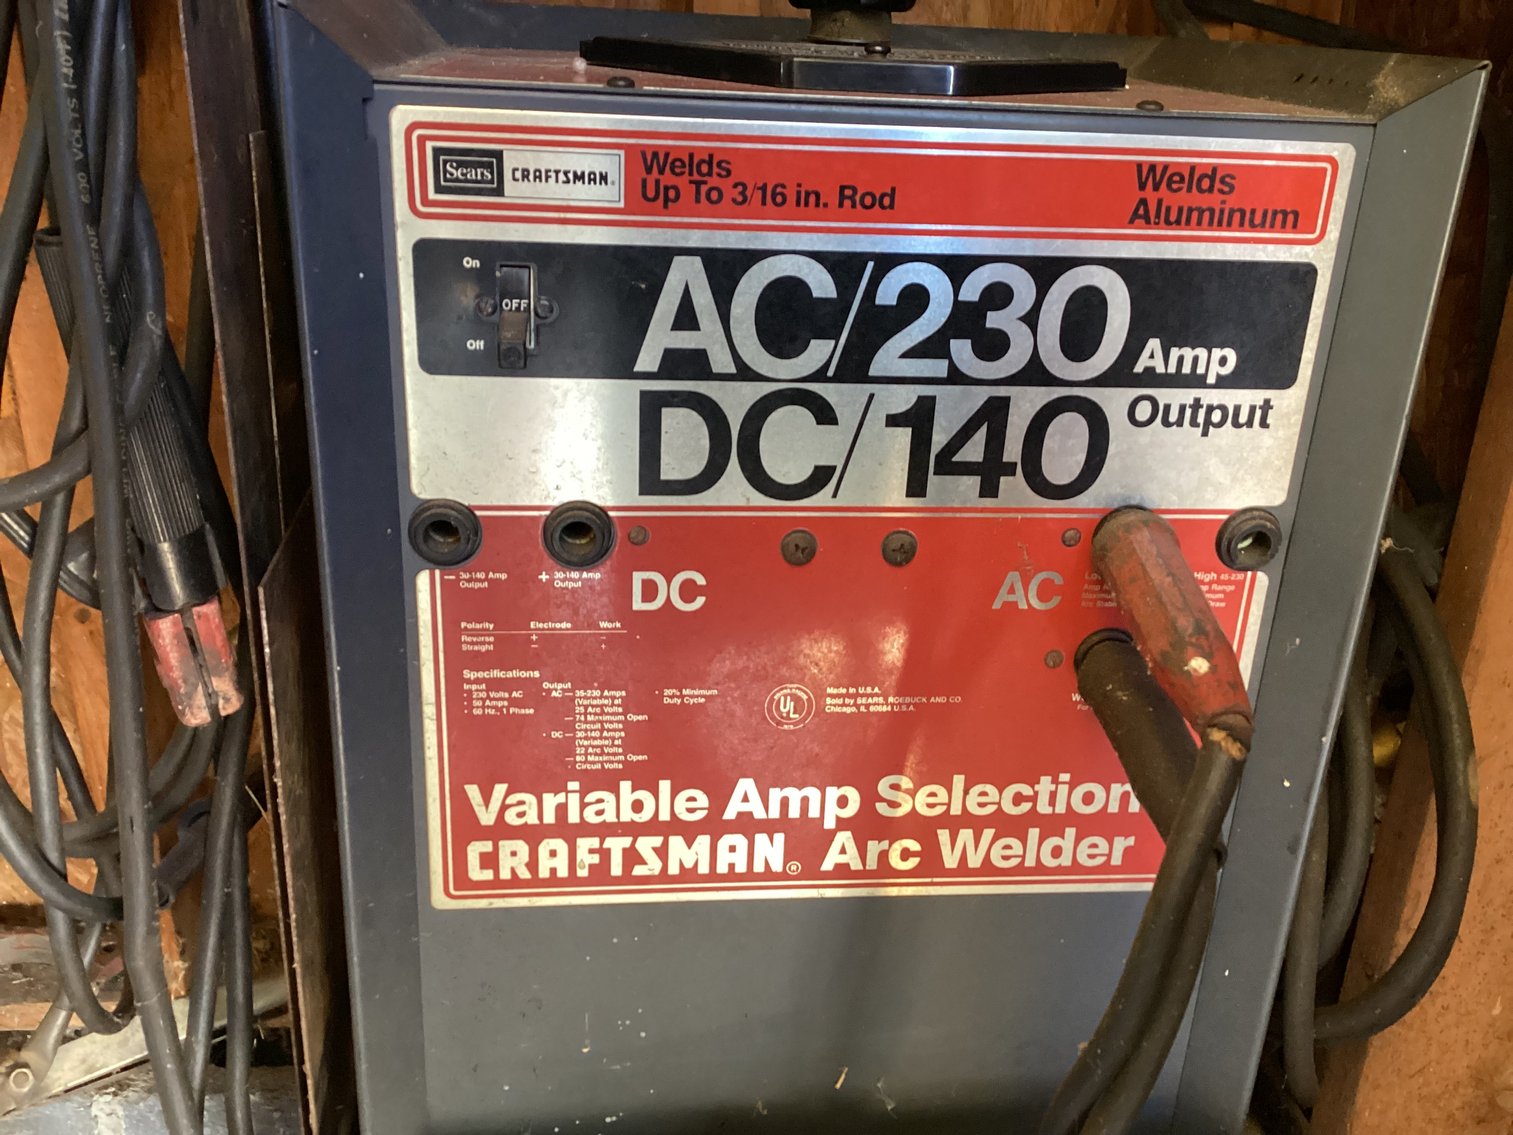 600 VOLTS
Sears CRAFTSMAN®
Welds
Up To 3/16 in. Rod
Welds
Aluminum
On
OFF
Off
AC/230 Amp
DC/140 Output
– 30-140 Amp
Output
+ 30-140 Amp
Output
DC
AC
High 45-230
Polarity Electrode Work
Reverse + –
Straight – +
Specifications
Input
• 230 Volts AC
• 50 Amps
• 60 Hz., 1 Phase
Output
• AC — 35-230 Amps
(Variable) at
25 Arc Volts
— 74 Maximum Open
Circuit Volts
• DC — 30-140 Amps
(Variable) at
22 Arc Volts
— 80 Maximum Open
Circuit Volts
• 20% Minimum
Duty Cycle
UL
Made in U.S.A.
Sold by SEARS, ROEBUCK AND CO.
Chicago, IL 60684 U.S.A.
Variable Amp Selection
CRAFTSMAN® Arc Welder